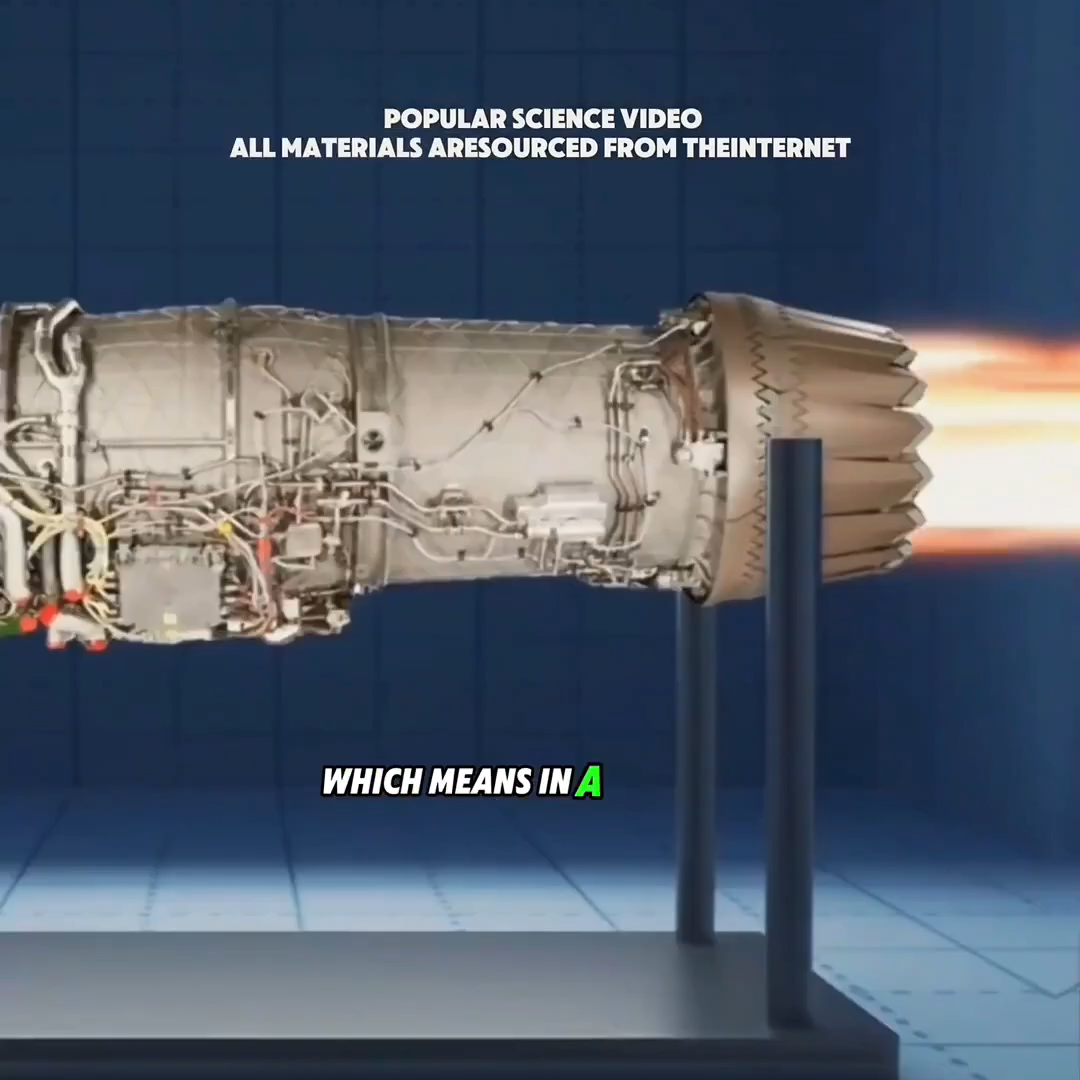 POPULAR SCIENCE VIDEO
ALL MATERIALS ARESOURCED FROM THEINTERNET
WHICH MEANS IN A